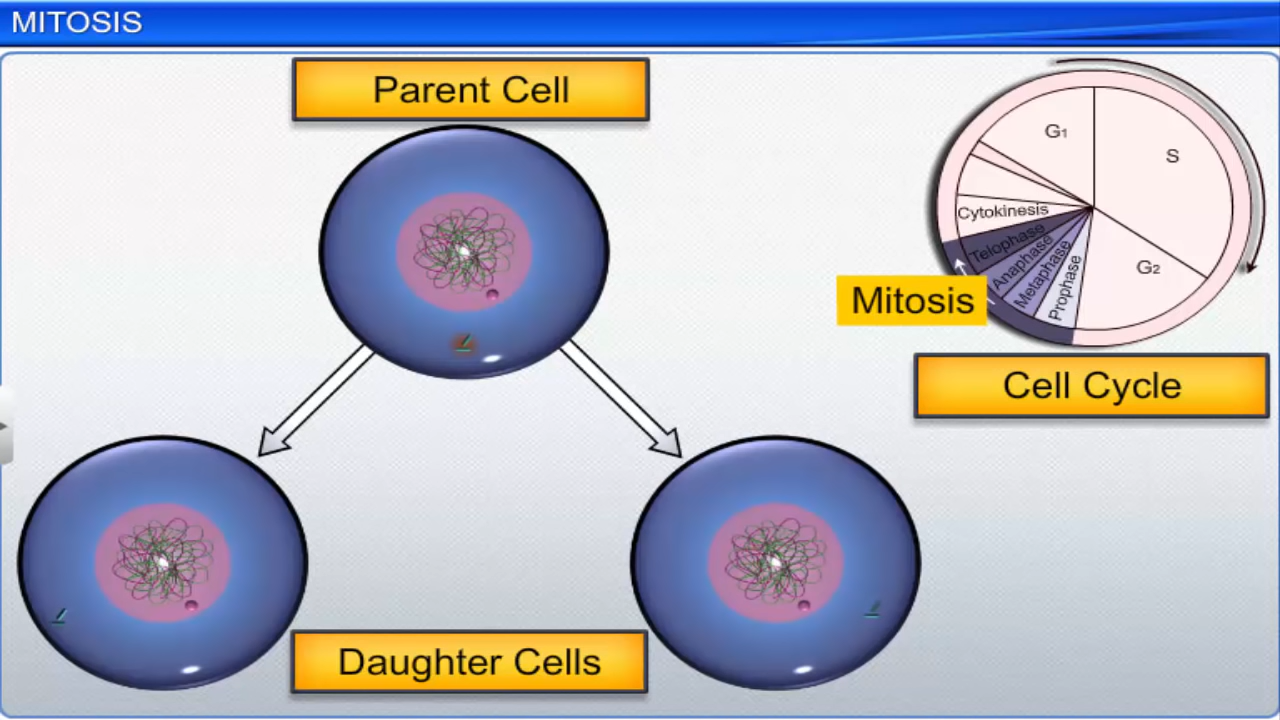 MITOSIS
Parent Cell
G1
S
Cytokinesis
Telophase
Anaphase
Metaphase
Prophase
G2
Mitosis
Cell Cycle
Daughter Cells